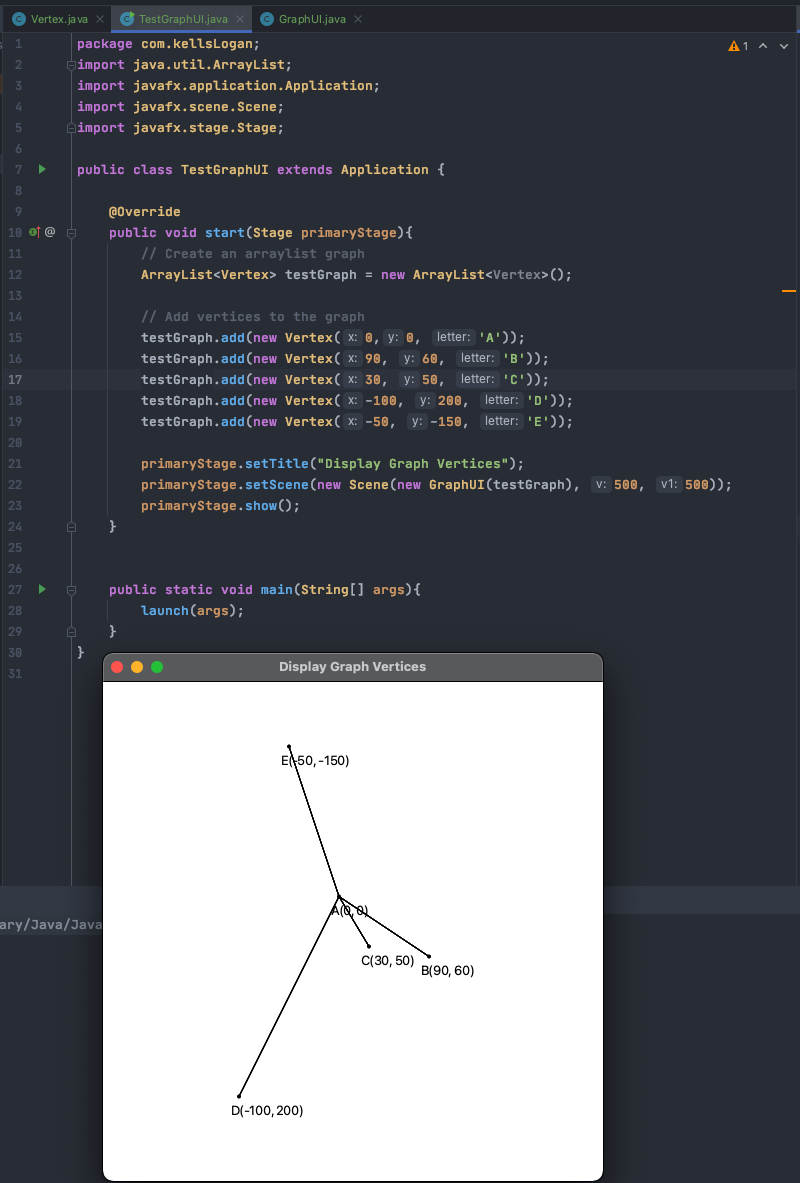 Vertex.java TestGraphUI.java GraphUI.java
1 package com.kellsLogan; 1
2 import java.util.ArrayList;
3 import javafx.application.Application;
4 import javafx.scene.Scene;
5 import javafx.stage.Stage;
6
7 public class TestGraphUI extends Application {
8
9 @Override
10 @ public void start(Stage primaryStage){
11 // Create an arraylist graph
12 ArrayList<Vertex> testGraph = new ArrayList<Vertex>();
13
14 // Add vertices to the graph
15 testGraph.add(new Vertex( x: 0, y: 0, letter: 'A'));
16 testGraph.add(new Vertex( x: 90, y: 60, letter: 'B'));
17 testGraph.add(new Vertex( x: 30, y: 50, letter: 'C'));
18 testGraph.add(new Vertex( x: -100, y: 200, letter: 'D'));
19 testGraph.add(new Vertex( x: -50, y: -150, letter: 'E'));
20
21 primaryStage.setTitle("Display Graph Vertices");
22 primaryStage.setScene(new Scene(new GraphUI(testGraph), v: 500, v1: 500));
23 primaryStage.show();
24 }
25
26
27 public static void main(String[] args){
28 launch(args);
29 }
30 }
31
Display Graph Vertices
E(-50, -150)
A(0, 0)
C(30, 50)
B(90, 60)
D(-100, 200)
ary/Java/Java